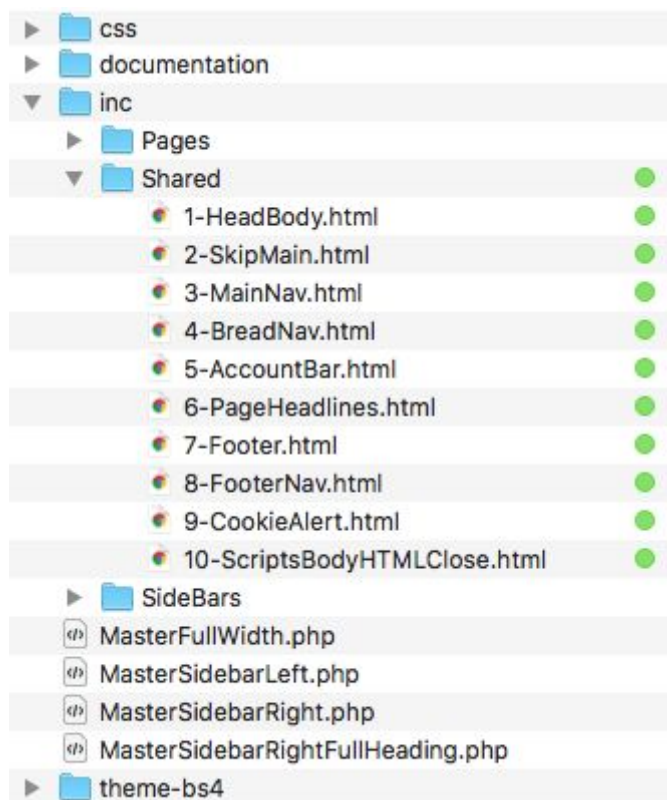 css
documentation
inc
Pages
Shared
1-HeadBody.html
2-SkipMain.html
3-MainNav.html
4-BreadNav.html
5-AccountBar.html
6-PageHeadlines.html
7-Footer.html
8-FooterNav.html
9-CookieAlert.html
10-ScriptsBodyHTMLClose.html
SideBars
MasterFullWidth.php
MasterSidebarLeft.php
MasterSidebarRight.php
MasterSidebarRightFullHeading.php
theme-bs4